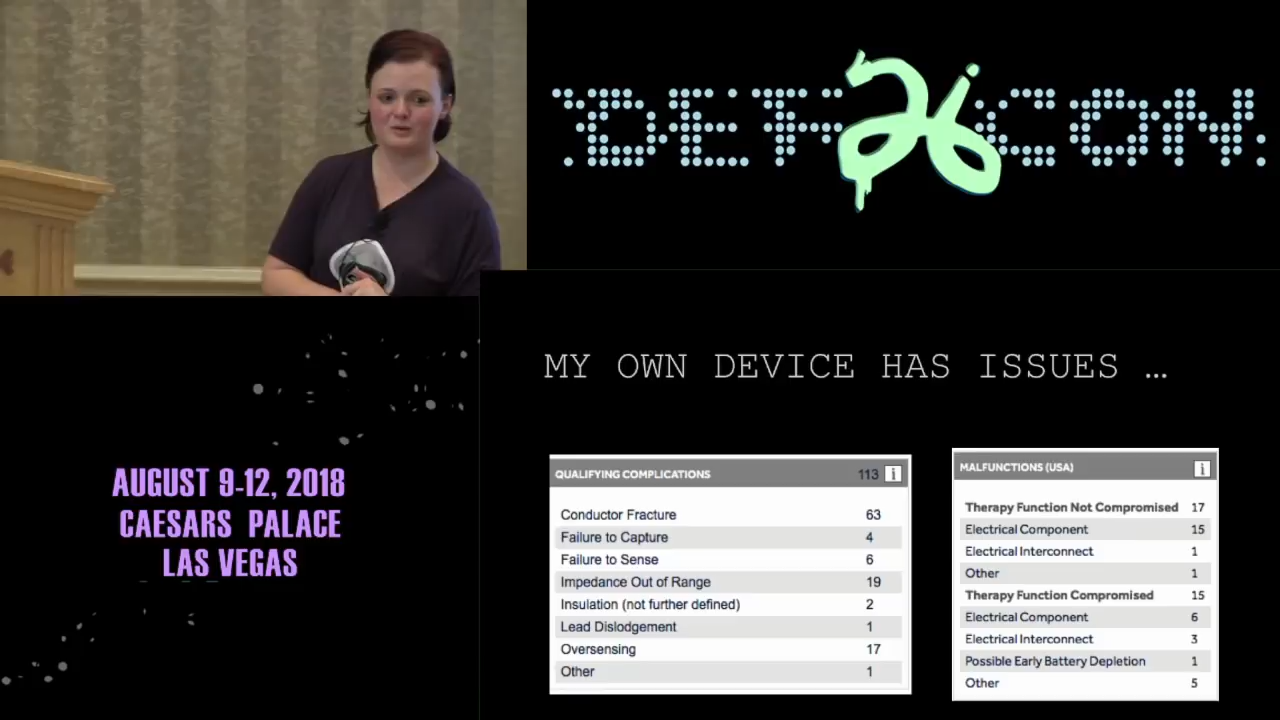 DEF 26 CON
MY OWN DEVICE HAS ISSUES …
AUGUST 9-12, 2018
CAESARS PALACE
LAS VEGAS
QUALIFYING COMPLICATIONS 113 i
Conductor Fracture 63
Failure to Capture 4
Failure to Sense 6
Impedance Out of Range 19
Insulation (not further defined) 2
Lead Dislodgement 1
Oversensing 17
Other 1
MALFUNCTIONS (USA) i
Therapy Function Not Compromised 17
Electrical Component 15
Electrical Interconnect 1
Other 1
Therapy Function Compromised 15
Electrical Component 6
Electrical Interconnect 3
Possible Early Battery Depletion 1
Other 5